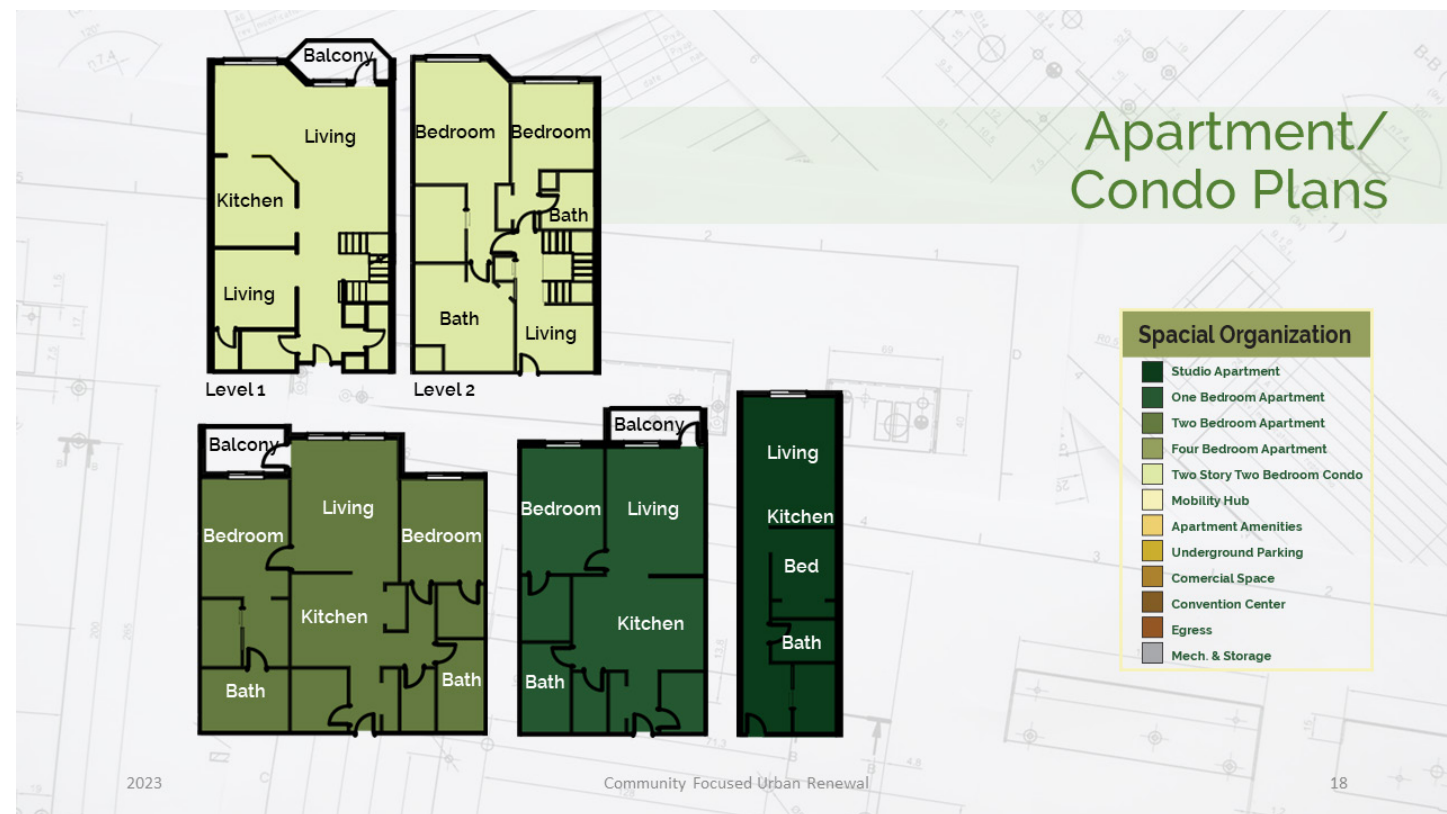 Apartment/
Condo Plans
Balcony
Living
Kitchen
Living
Level 1
Bedroom Bedroom
Bath
Bath
Living
Level 2
Balcony
Living
Bedroom
Bedroom
Kitchen
Bath
Bath
Balcony
Bedroom
Living
Kitchen
Bath
Living
Kitchen
Bed
Bath
Spacial Organization
Studio Apartment
One Bedroom Apartment
Two Bedroom Apartment
Four Bedroom Apartment
Two Story Two Bedroom Condo
Mobility Hub
Apartment Amenities
Underground Parking
Comercial Space
Convention Center
Egress
Mech. & Storage
2023
Community Focused Urban Renewal
18